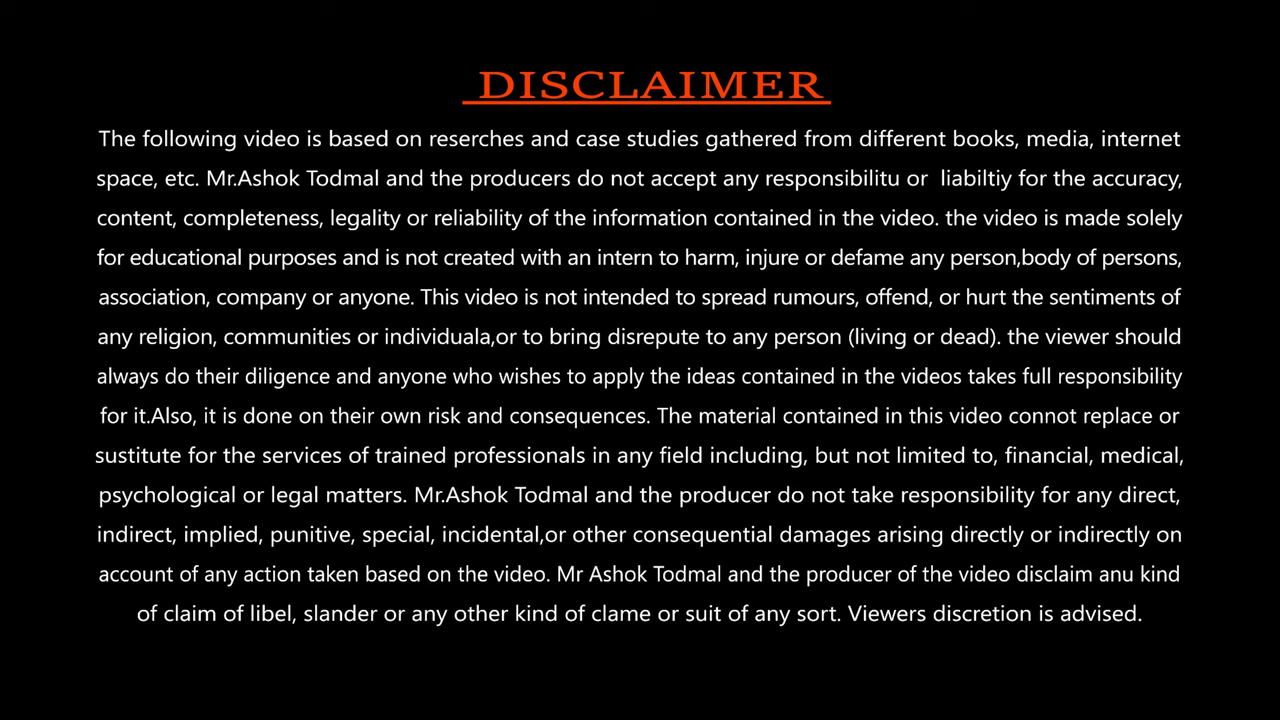 DISCLAIMER
The following video is based on reserches and case studies gathered from different books, media, internet
space, etc. Mr.Ashok Todmal and the producers do not accept any responsibilitu or  liabiltiy for the accuracy,
content, completeness, legality or reliability of the information contained in the video. the video is made solely
for educational purposes and is not created with an intern to harm, injure or defame any person,body of persons,
association, company or anyone. This video is not intended to spread rumours, offend, or hurt the sentiments of
any religion, communities or individuala,or to bring disrepute to any person (living or dead). the viewer should
always do their diligence and anyone who wishes to apply the ideas contained in the videos takes full responsibility
for it.Also, it is done on their own risk and consequences. The material contained in this video connot replace or
sustitute for the services of trained professionals in any field including, but not limited to, financial, medical,
psychological or legal matters. Mr.Ashok Todmal and the producer do not take responsibility for any direct,
indirect, implied, punitive, special, incidental,or other consequential damages arising directly or indirectly on
account of any action taken based on the video. Mr Ashok Todmal and the producer of the video disclaim anu kind
of claim of libel, slander or any other kind of clame or suit of any sort. Viewers discretion is advised.